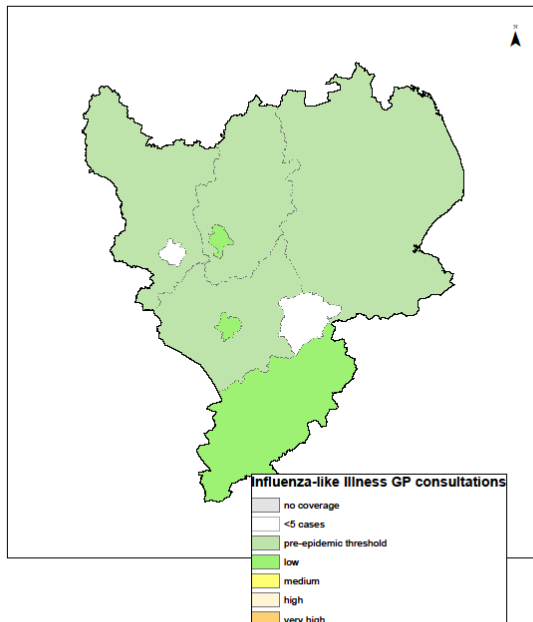 Influenza-like Illness GP consultations
no coverage
<5 cases
pre-epidemic threshold
low
medium
high
very high